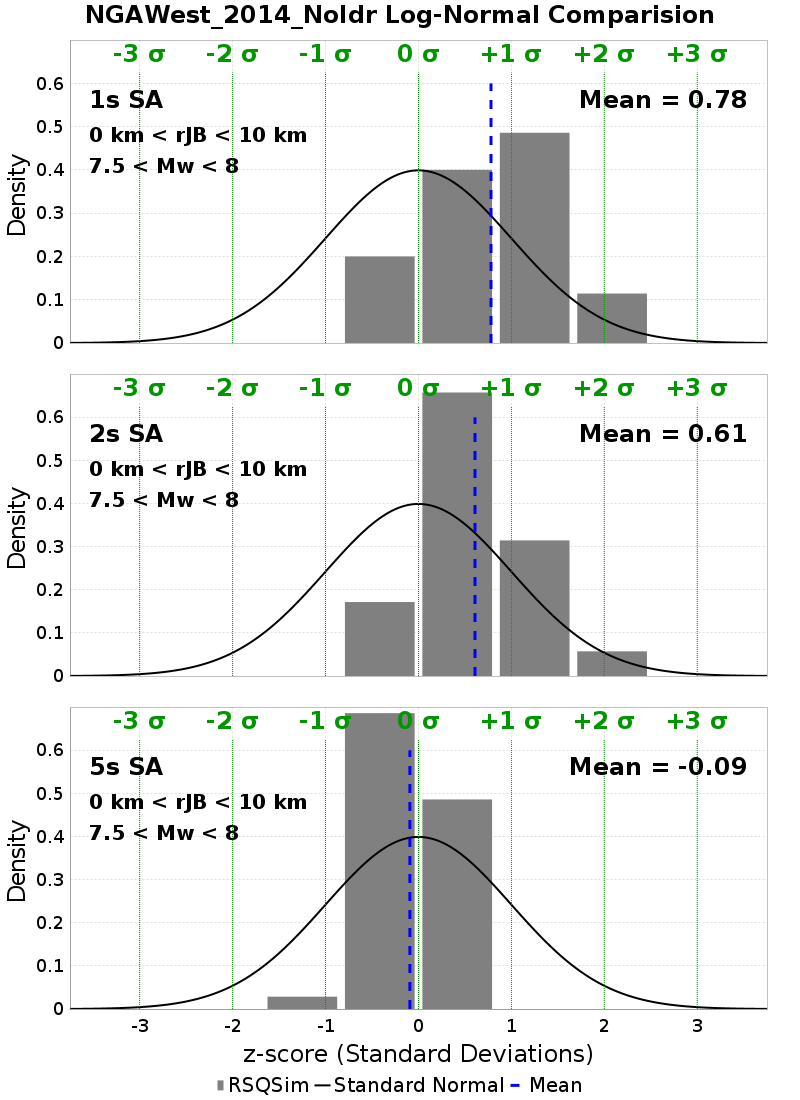 NGAWest_2014_NoIdr Log-Normal Comparision
-3 σ -2 σ -1 σ 0 σ +1 σ +2 σ +3 σ
1s SA Mean = 0.78
0 km < rJB < 10 km
7.5 < Mw < 8
0.6
0.5
0.4
0.3
0.2
0.1
0
Density
-3 σ -2 σ -1 σ 0 σ +1 σ +2 σ +3 σ
2s SA Mean = 0.61
0 km < rJB < 10 km
7.5 < Mw < 8
0.6
0.5
0.4
0.3
0.2
0.1
0
Density
-3 σ -2 σ -1 σ 0 σ +1 σ +2 σ +3 σ
5s SA Mean = -0.09
0 km < rJB < 10 km
7.5 < Mw < 8
0.6
0.5
0.4
0.3
0.2
0.1
0
Density
-3 -2 -1 0 1 2 3
z-score (Standard Deviations)
RSQSim Standard Normal Mean